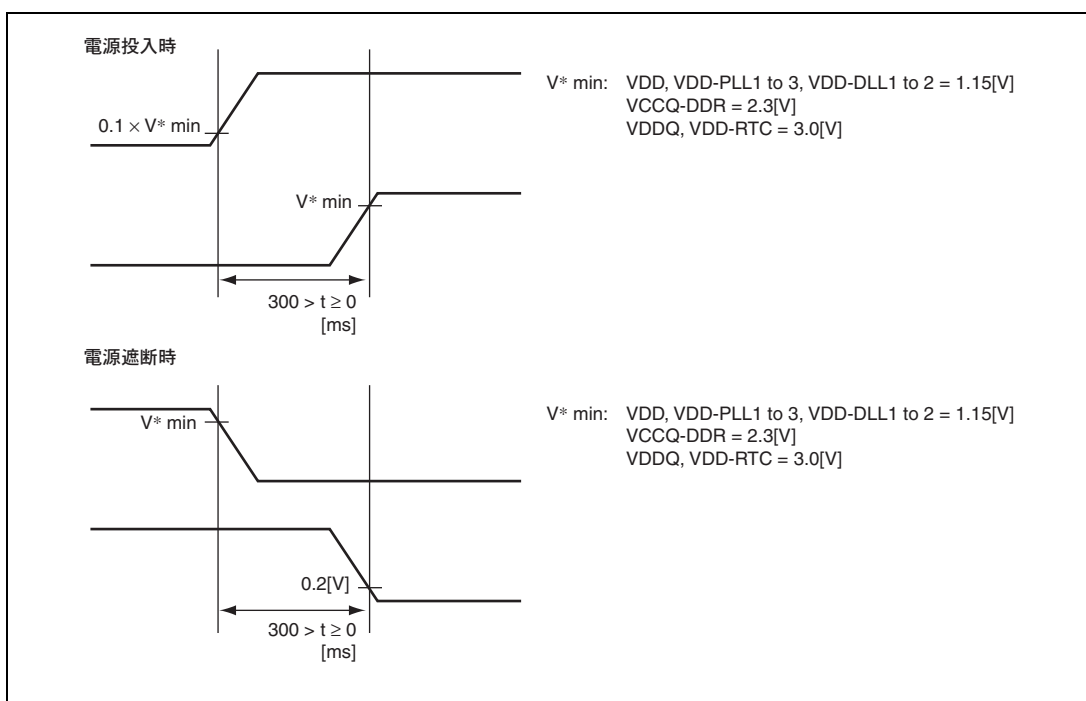 電源投入時
0.1 × V* min
V* min
300 > t ≥ 0
[ms]
V* min: VDD, VDD-PLL1 to 3, VDD-DLL1 to 2 = 1.15[V]
VCCQ-DDR = 2.3[V]
VDDQ, VDD-RTC = 3.0[V]
電源遮断時
V* min
0.2[V]
300 > t ≥ 0
[ms]
V* min: VDD, VDD-PLL1 to 3, VDD-DLL1 to 2 = 1.15[V]
VCCQ-DDR = 2.3[V]
VDDQ, VDD-RTC = 3.0[V]